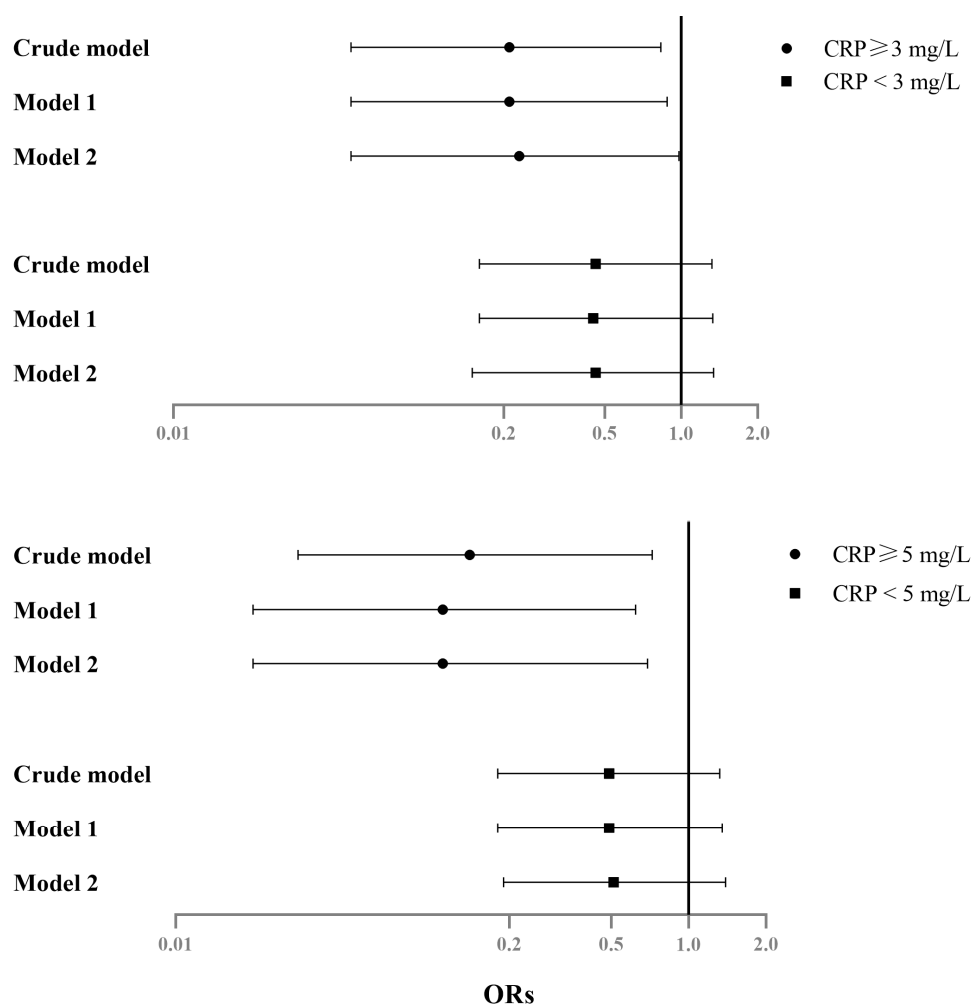 Crude model
CRP ≥ 3 mg/L
CRP < 3 mg/L
Model 1
Model 2
Crude model
Model 1
Model 2
0.01 0.2 0.5 1.0 2.0
Crude model
CRP ≥ 5 mg/L
CRP < 5 mg/L
Model 1
Model 2
Crude model
Model 1
Model 2
0.01 0.2 0.5 1.0 2.0
ORs